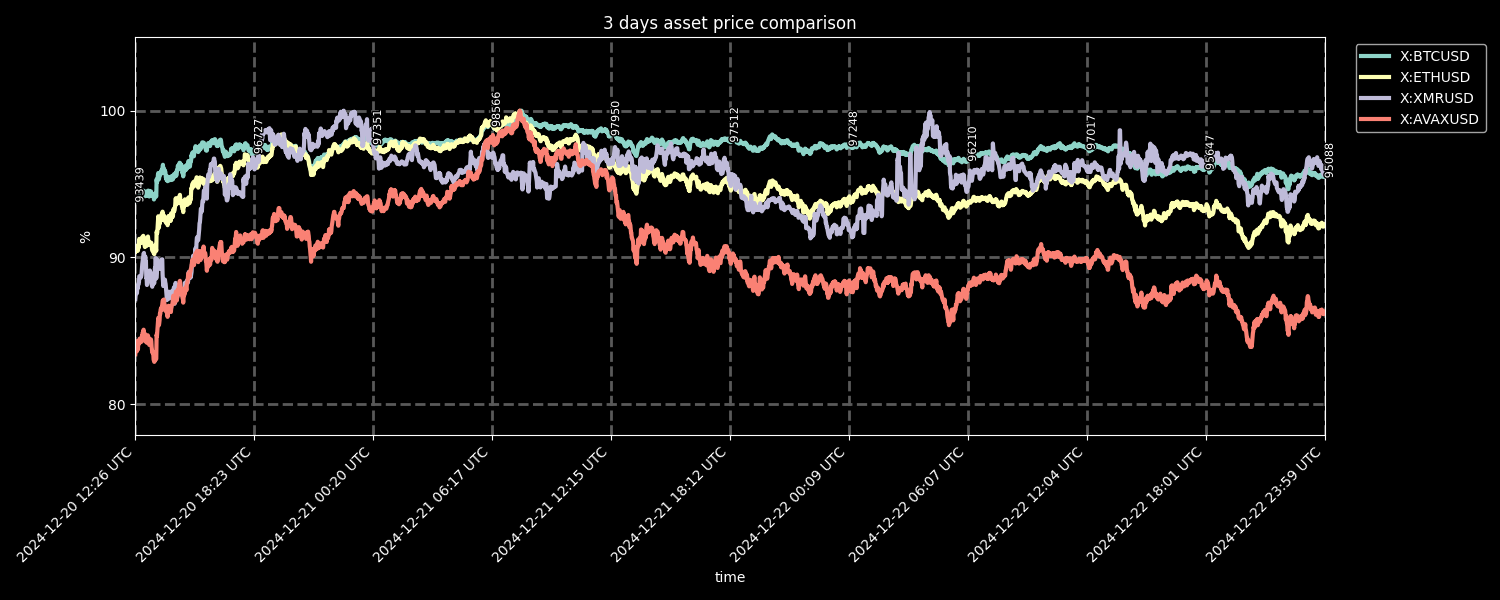 3 days asset price comparison
X:BTCUSD
X:ETHUSD
X:XMRUSD
X:AVAXUSD
100
90
80
%
93439
96727
97351
98566
97950
97512
97248
96210
97017
95647
95088
2024-12-20 12:26 UTC
2024-12-20 18:23 UTC
2024-12-21 00:20 UTC
2024-12-21 06:17 UTC
2024-12-21 12:15 UTC
2024-12-21 18:12 UTC
2024-12-22 00:09 UTC
2024-12-22 06:07 UTC
2024-12-22 12:04 UTC
2024-12-22 18:01 UTC
2024-12-22 23:59 UTC
time